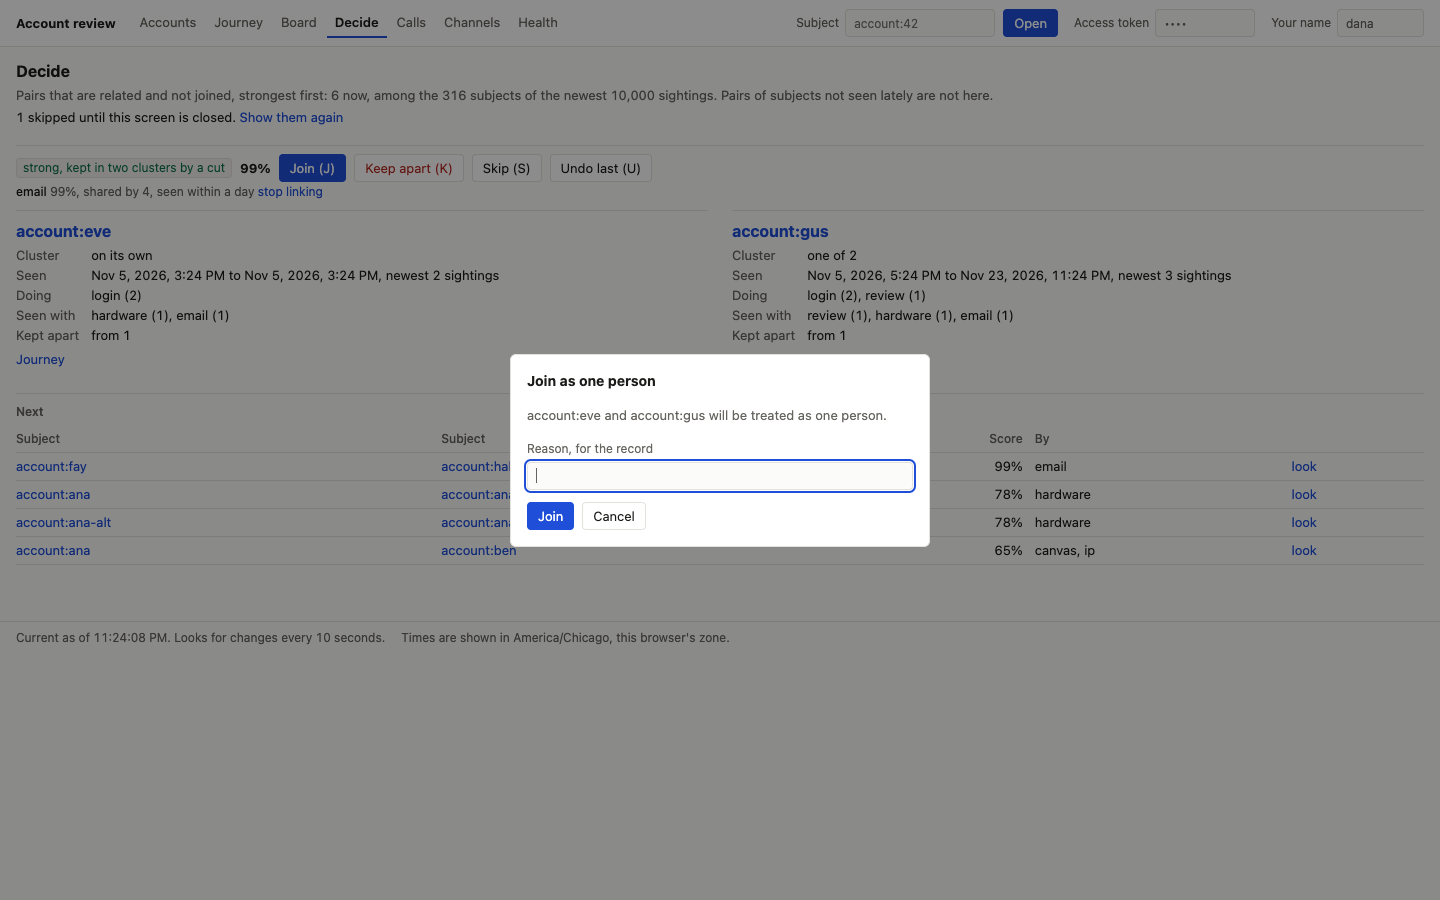 Account review Accounts Journey Board Decide Calls Channels Health Subject account:42 Open Access token •••• Your name dana
Decide
Pairs that are related and not joined, strongest first: 6 now, among the 316 subjects of the newest 10,000 sightings. Pairs of subjects not seen lately are not here.
1 skipped until this screen is closed. Show them again
strong, kept in two clusters by a cut 99% Join (J) Keep apart (K) Skip (S) Undo last (U)
email 99%, shared by 4, seen within a day stop linking
account:eve
Cluster on its own
Seen Nov 5, 2026, 3:24 PM to Nov 5, 2026, 3:24 PM, newest 2 sightings
Doing login (2)
Seen with hardware (1), email (1)
Kept apart from 1
Journey
account:gus
Cluster one of 2
Seen Nov 5, 2026, 5:24 PM to Nov 23, 2026, 11:24 PM, newest 3 sightings
Doing login (2), review (1)
Seen with review (1), hardware (1), email (1)
Kept apart from 1
Join as one person
account:eve and account:gus will be treated as one person.
Reason, for the record
Join Cancel
Next
Subject Subject Score By
account:fay 99% email look
account:ana 78% hardware look
account:ana-alt 78% hardware look
account:ana account:ben 65% canvas, ip look
Current as of 11:24:08 PM. Looks for changes every 10 seconds. Times are shown in America/Chicago, this browser's zone.